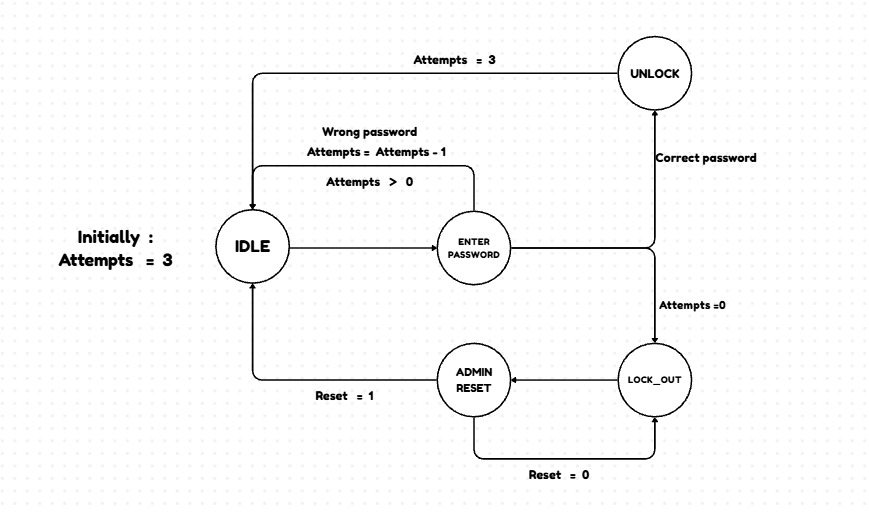 Attempts = 3
UNLOCK
Wrong password
Attempts = Attempts - 1
Correct password
Attempts > 0
Initially :
Attempts = 3
IDLE
ENTER
PASSWORD
Attempts =0
ADMIN
RESET
LOCK_OUT
Reset = 1
Reset = 0